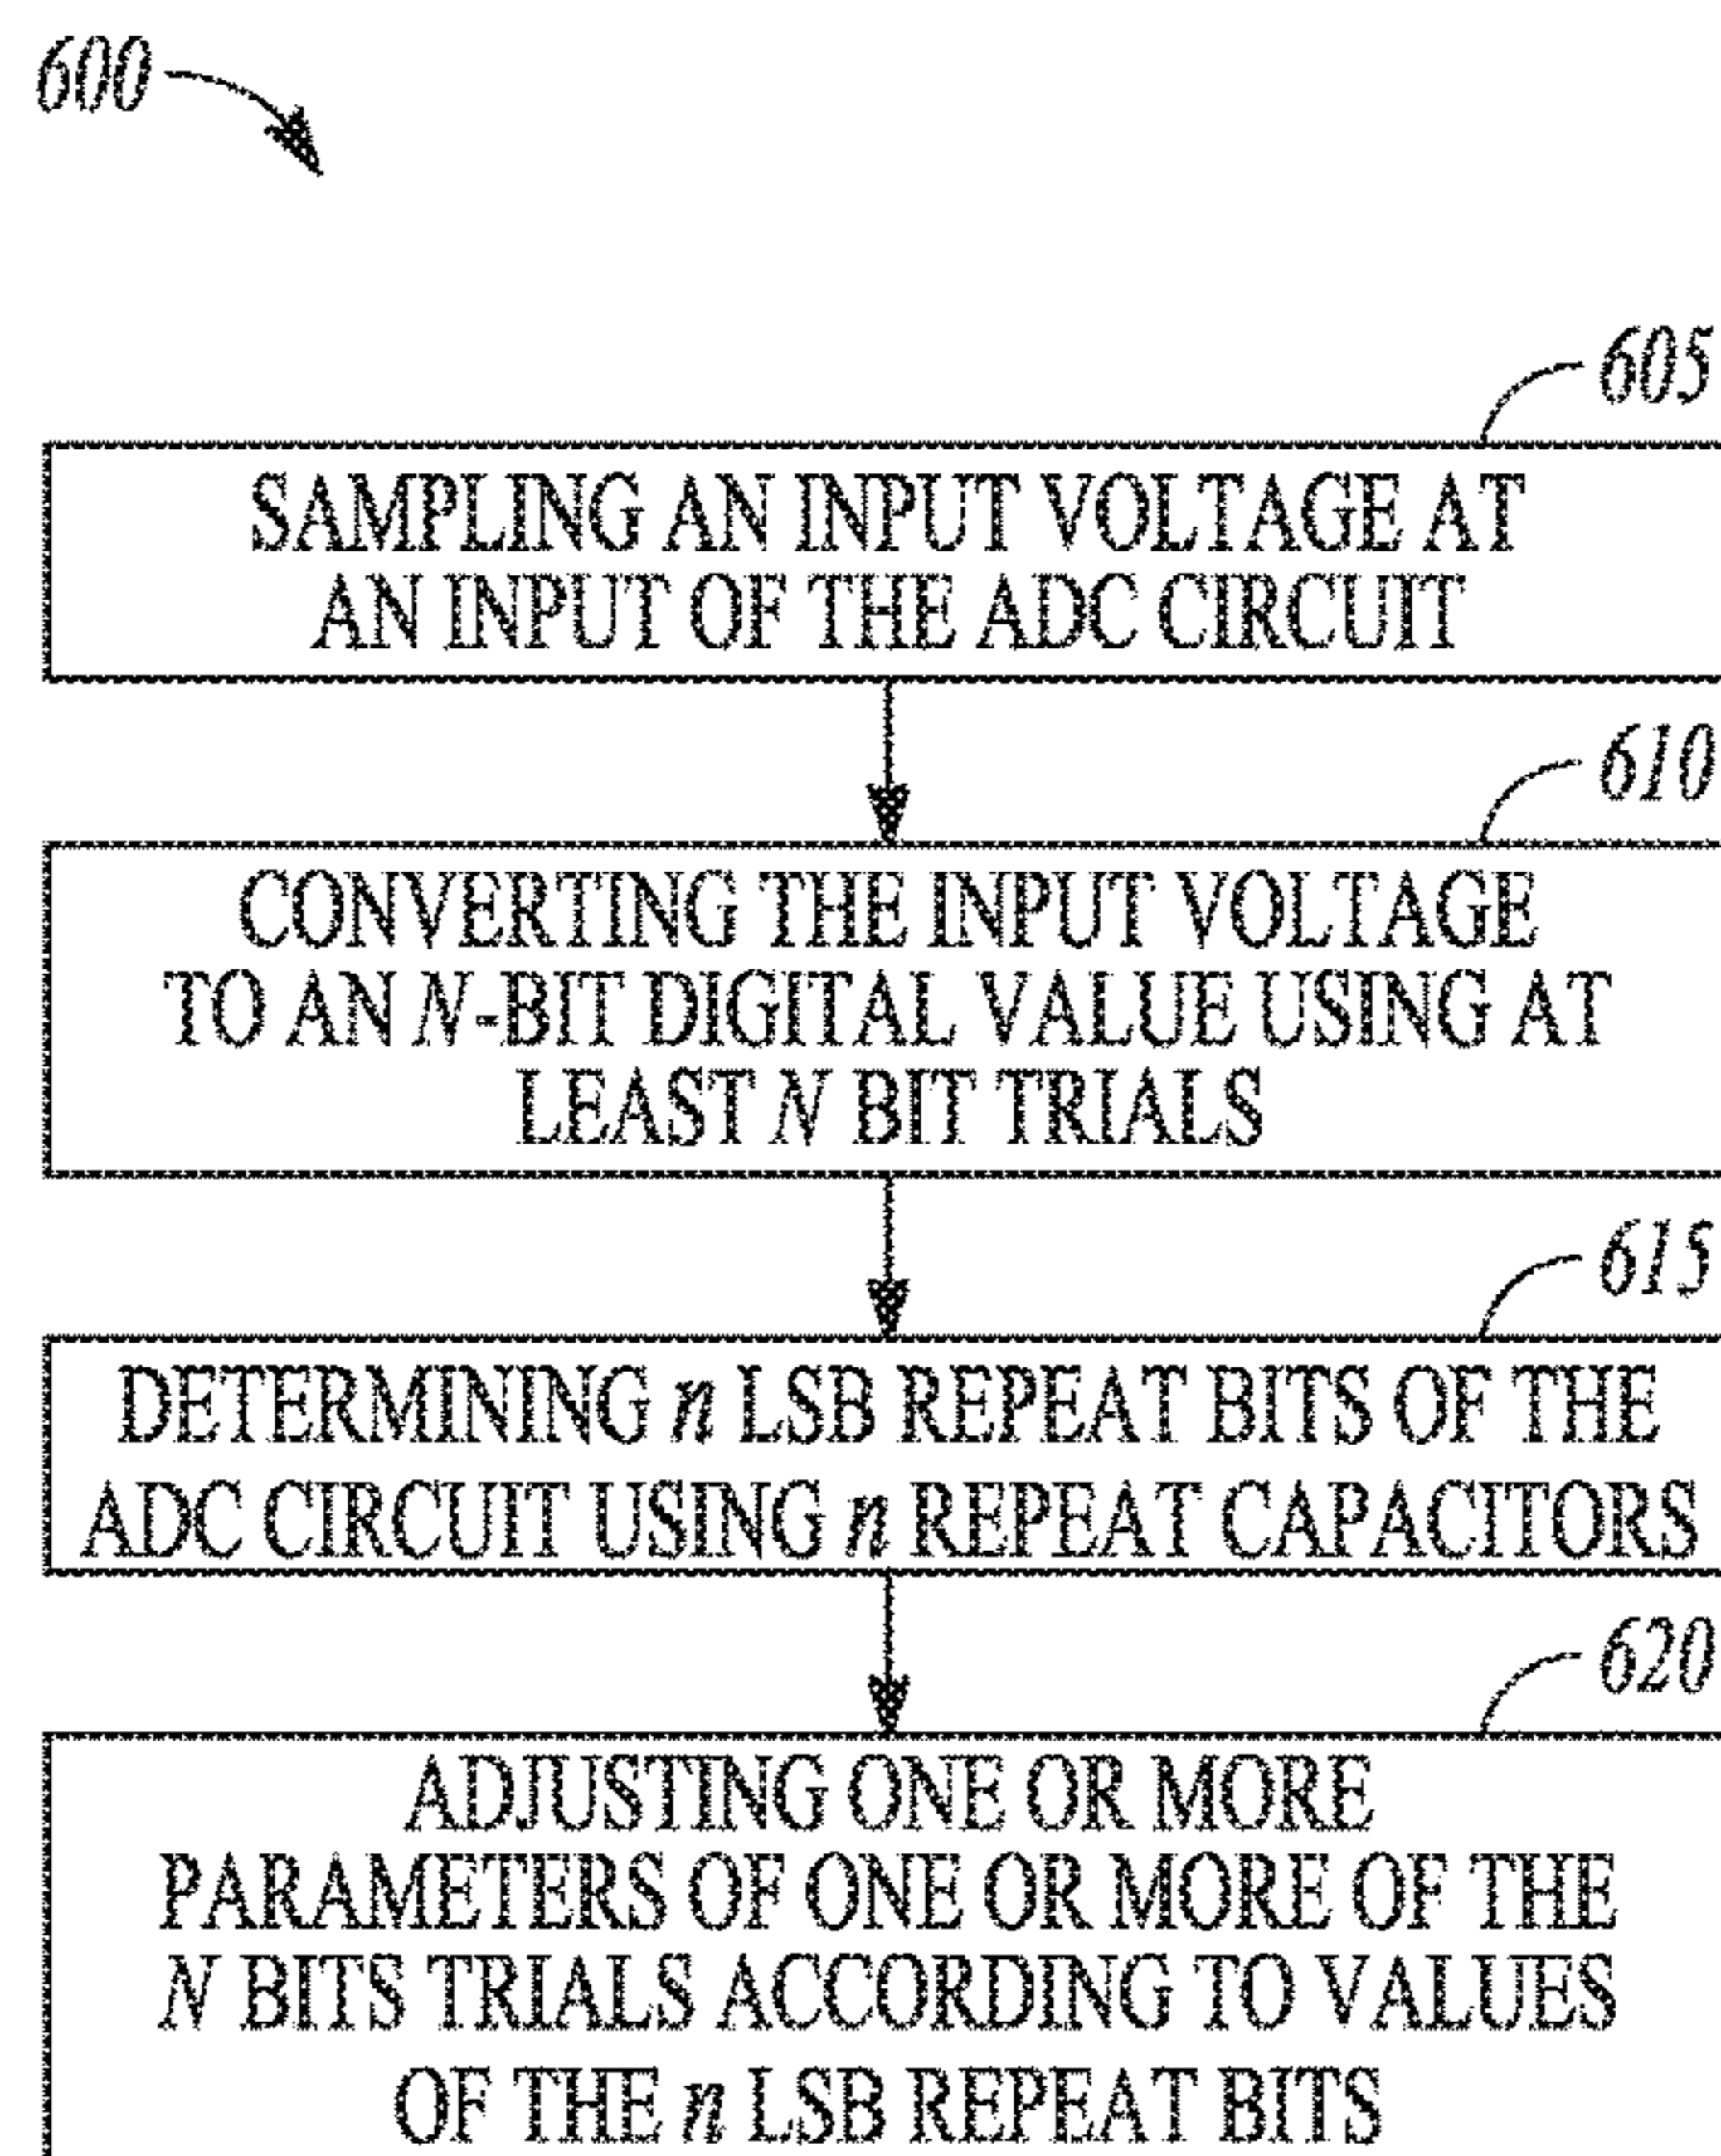 600
605
SAMPLING AN INPUT VOLTAGE AT
AN INPUT OF THE ADC CIRCUIT
610
CONVERTING THE INPUT VOLTAGE
TO AN N-BIT DIGITAL VALUE USING AT
LEAST N BIT TRIALS
615
DETERMINING n LSB REPEAT BITS OF THE
ADC CIRCUIT USING n REPEAT CAPACITORS
620
ADJUSTING ONE OR MORE
PARAMETERS OF ONE OR MORE OF THE
N BITS TRIALS ACCORDING TO VALUES
OF THE n LSB REPEAT BITS